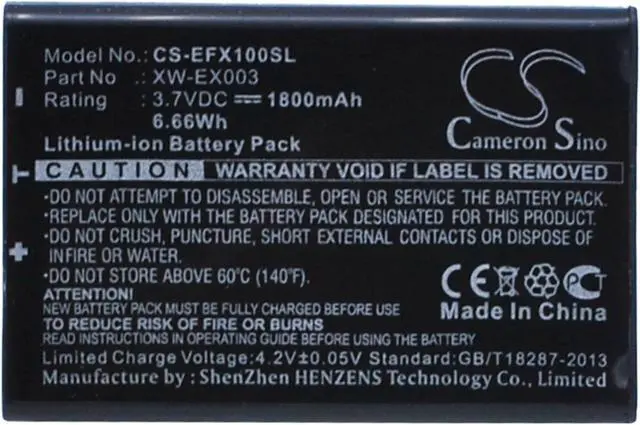 Model No.: CS-EFX100SL
Part No : XW-EX003
Rating : 3.7VDC ⎓ 1800mAh
6.66Wh
Lithium-ion Battery Pack
CS
Cameron Sino
CAUTION WARRANTY VOID IF LABEL IS REMOVED
•DO NOT ATTEMPT TO DISASSEMBLE, OPEN OR SERVICE THE BATTERY PACK.
•REPLACE ONLY WITH THE BATTERY PACK DESIGNATED FOR THIS PRODUCT.
•DO NOT CRUSH, PUNCTURE, SHORT EXTERNAL CONTACTS OR DISPOSE OF
IN FIRE OR WATER.
•DO NOT STORE ABOVE 60℃ (140℉).
ATTENTION!
NEW BATTERY PACK MUST BE FULLY CHARGED BEFORE USE
TO REDUCE RISK OF FIRE OR BURNS
READ INSTRUCTIONS IN OPERATING GUIDE BEFORE USING THE BATTERY
CE
Made In China
Limited Charge Voltage:4.2V±0.05V Standard:GB/T18287-2013
Manufacture by : ShenZhen HENZENS Technology Co., Ltd.
− T +